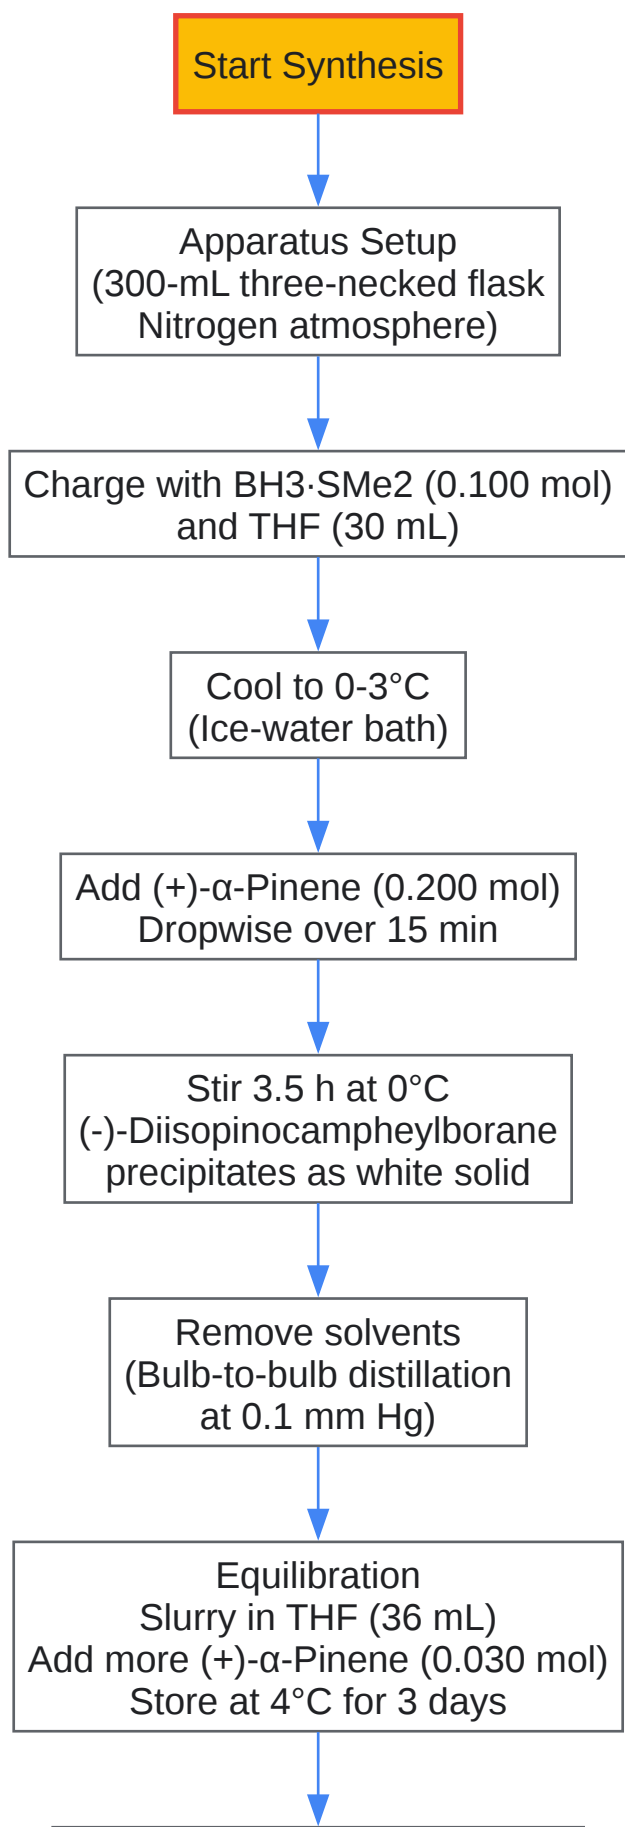 Start Synthesis
Apparatus Setup
(300-mL three-necked flask
Nitrogen atmosphere)
Charge with BH3·SMe2 (0.100 mol)
and THF (30 mL)
Cool to 0-3°C
(Ice-water bath)
Add (+)-α-Pinene (0.200 mol)
Dropwise over 15 min
Stir 3.5 h at 0°C
(-)-Diisopinocampheylborane
precipitates as white solid
Remove solvents
(Bulb-to-bulb distillation
at 0.1 mm Hg)
Equilibration
Slurry in THF (36 mL)
Add more (+)-α-Pinene (0.030 mol)
Store at 4°C for 3 days